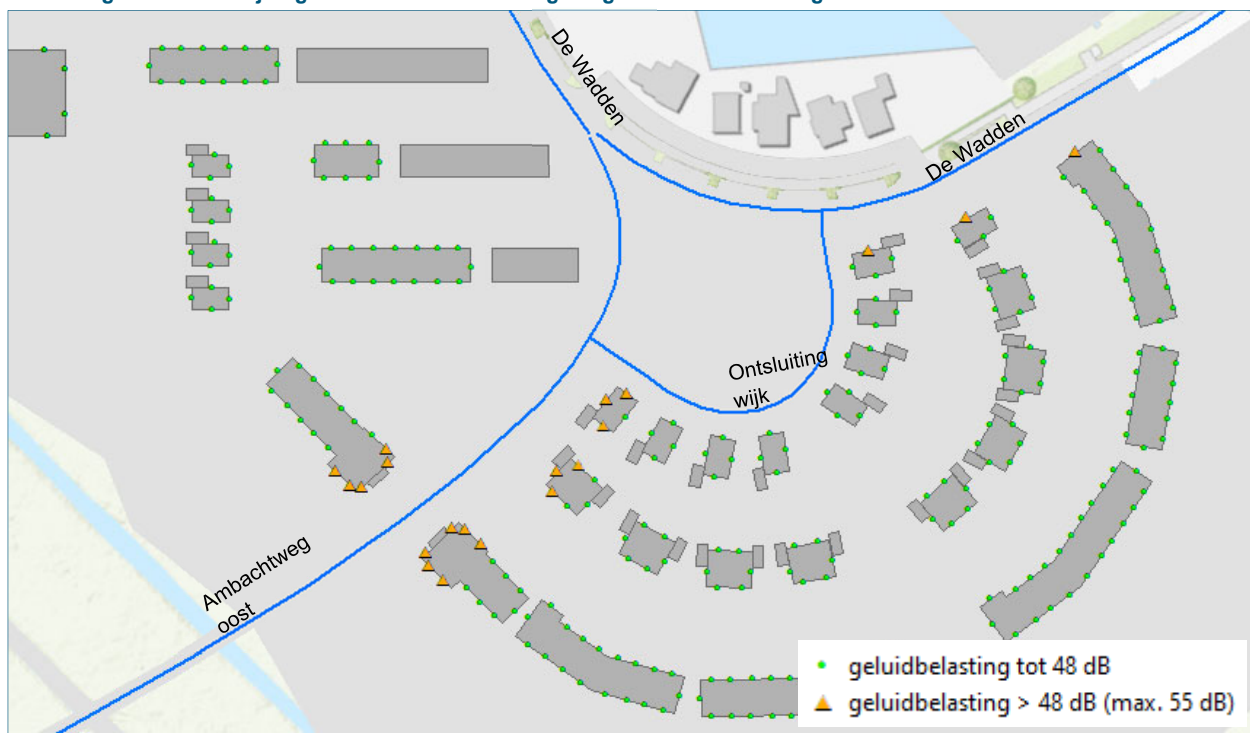 De Wadden
De Wadden
Ontsluiting
wijk
Ambachtweg
oost
geluidbelasting tot 48 dB
geluidbelasting > 48 dB (max. 55 dB)